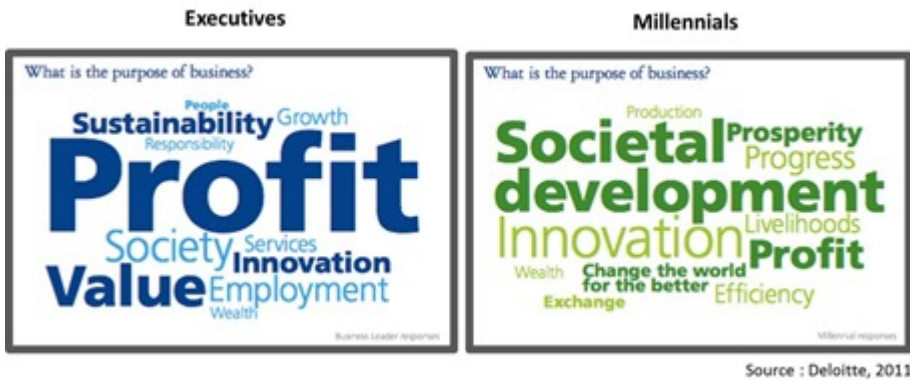 Executives
What is the purpose of business?
People
Sustainability Growth
Responsibility
Profit
Society Services
Innovation
Value Employment
Wealth
Business Leader responses
Millennials
What is the purpose of business?
Production
Societal Prosperity
Progress
development
Innovation Livelihoods
Profit
Wealth Change the world
for the better Efficiency
Exchange
Millennial responses
Source : Deloitte, 2011